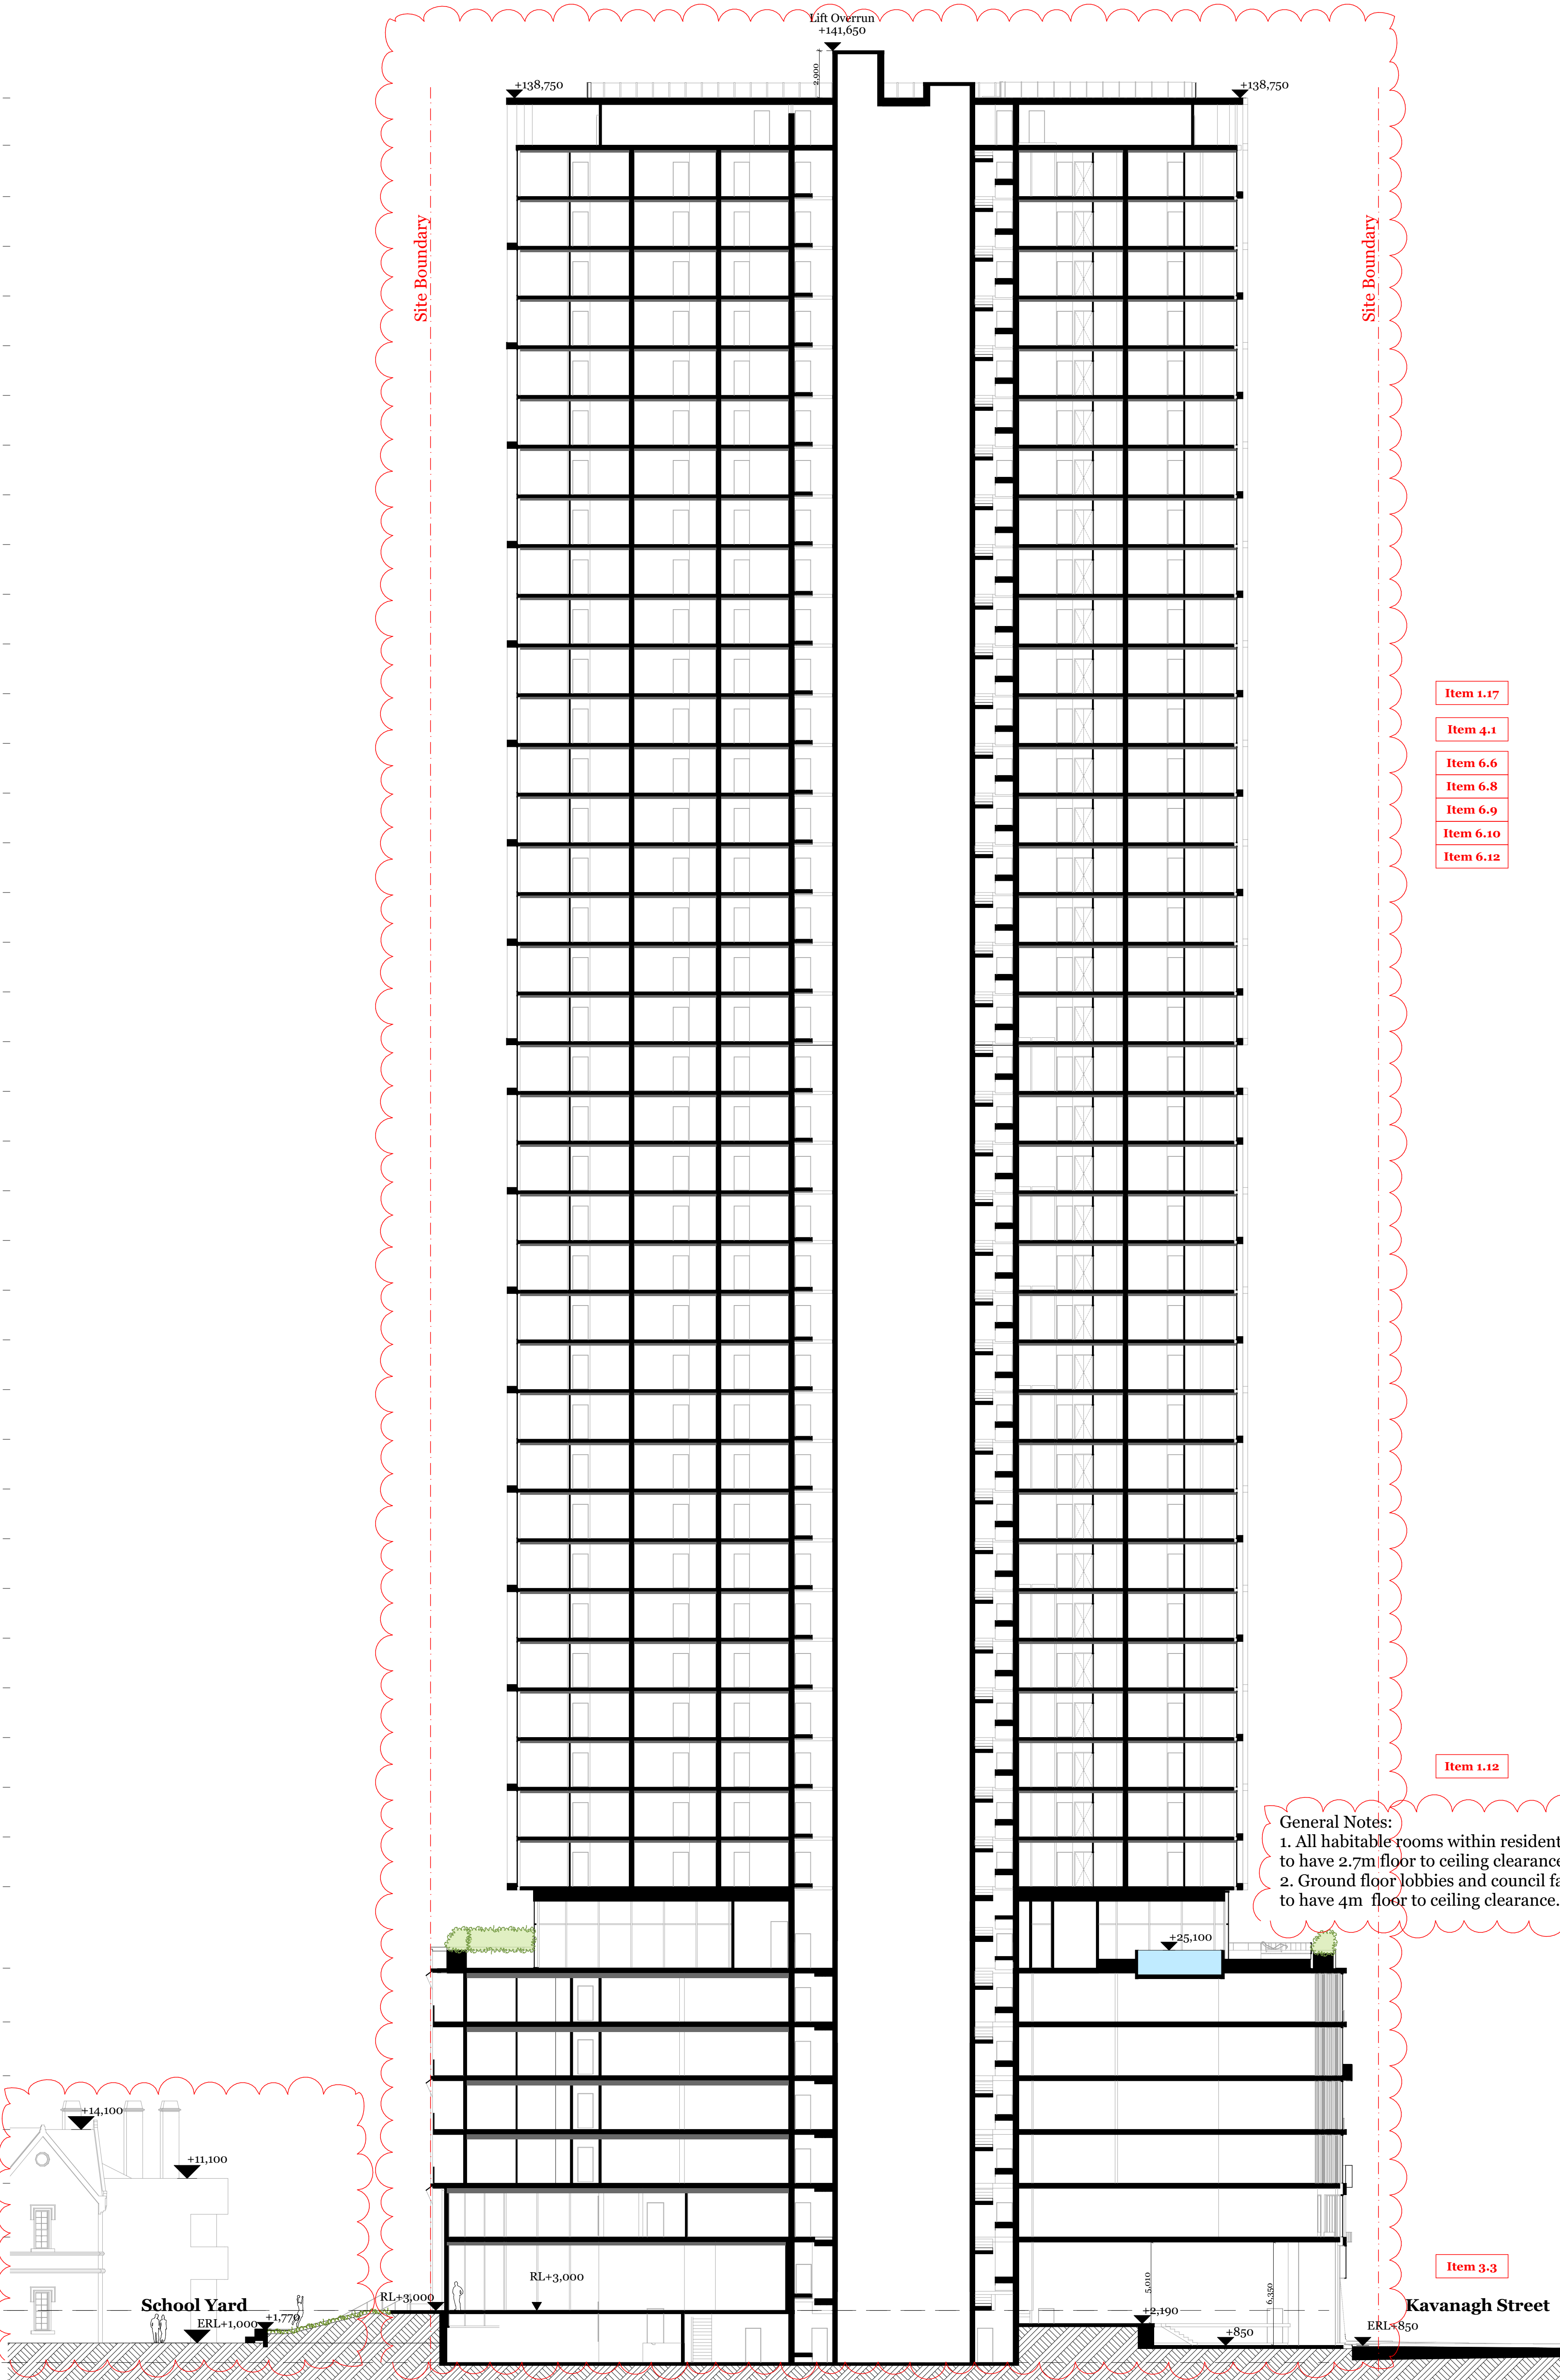 Lift Overrun
+141,650
2,900
+138,750
+138,750
Site Boundary
Site Boundary
Item 1.17
Item 4.1
Item 6.6
Item 6.8
Item 6.9
Item 6.10
Item 6.12
Item 1.12
General Notes:
1. All habitable rooms within resident
to have 2.7m floor to ceiling clearance
2. Ground floor lobbies and council fa
to have 4m floor to ceiling clearance.
+25,100
+14,100
+11,100
Item 3.3
RL+3,000
RL+3,000
5,010
6,350
School Yard
Kavanagh Street
ERL+1,000
+1,770
+2,190
+850
ERL+850